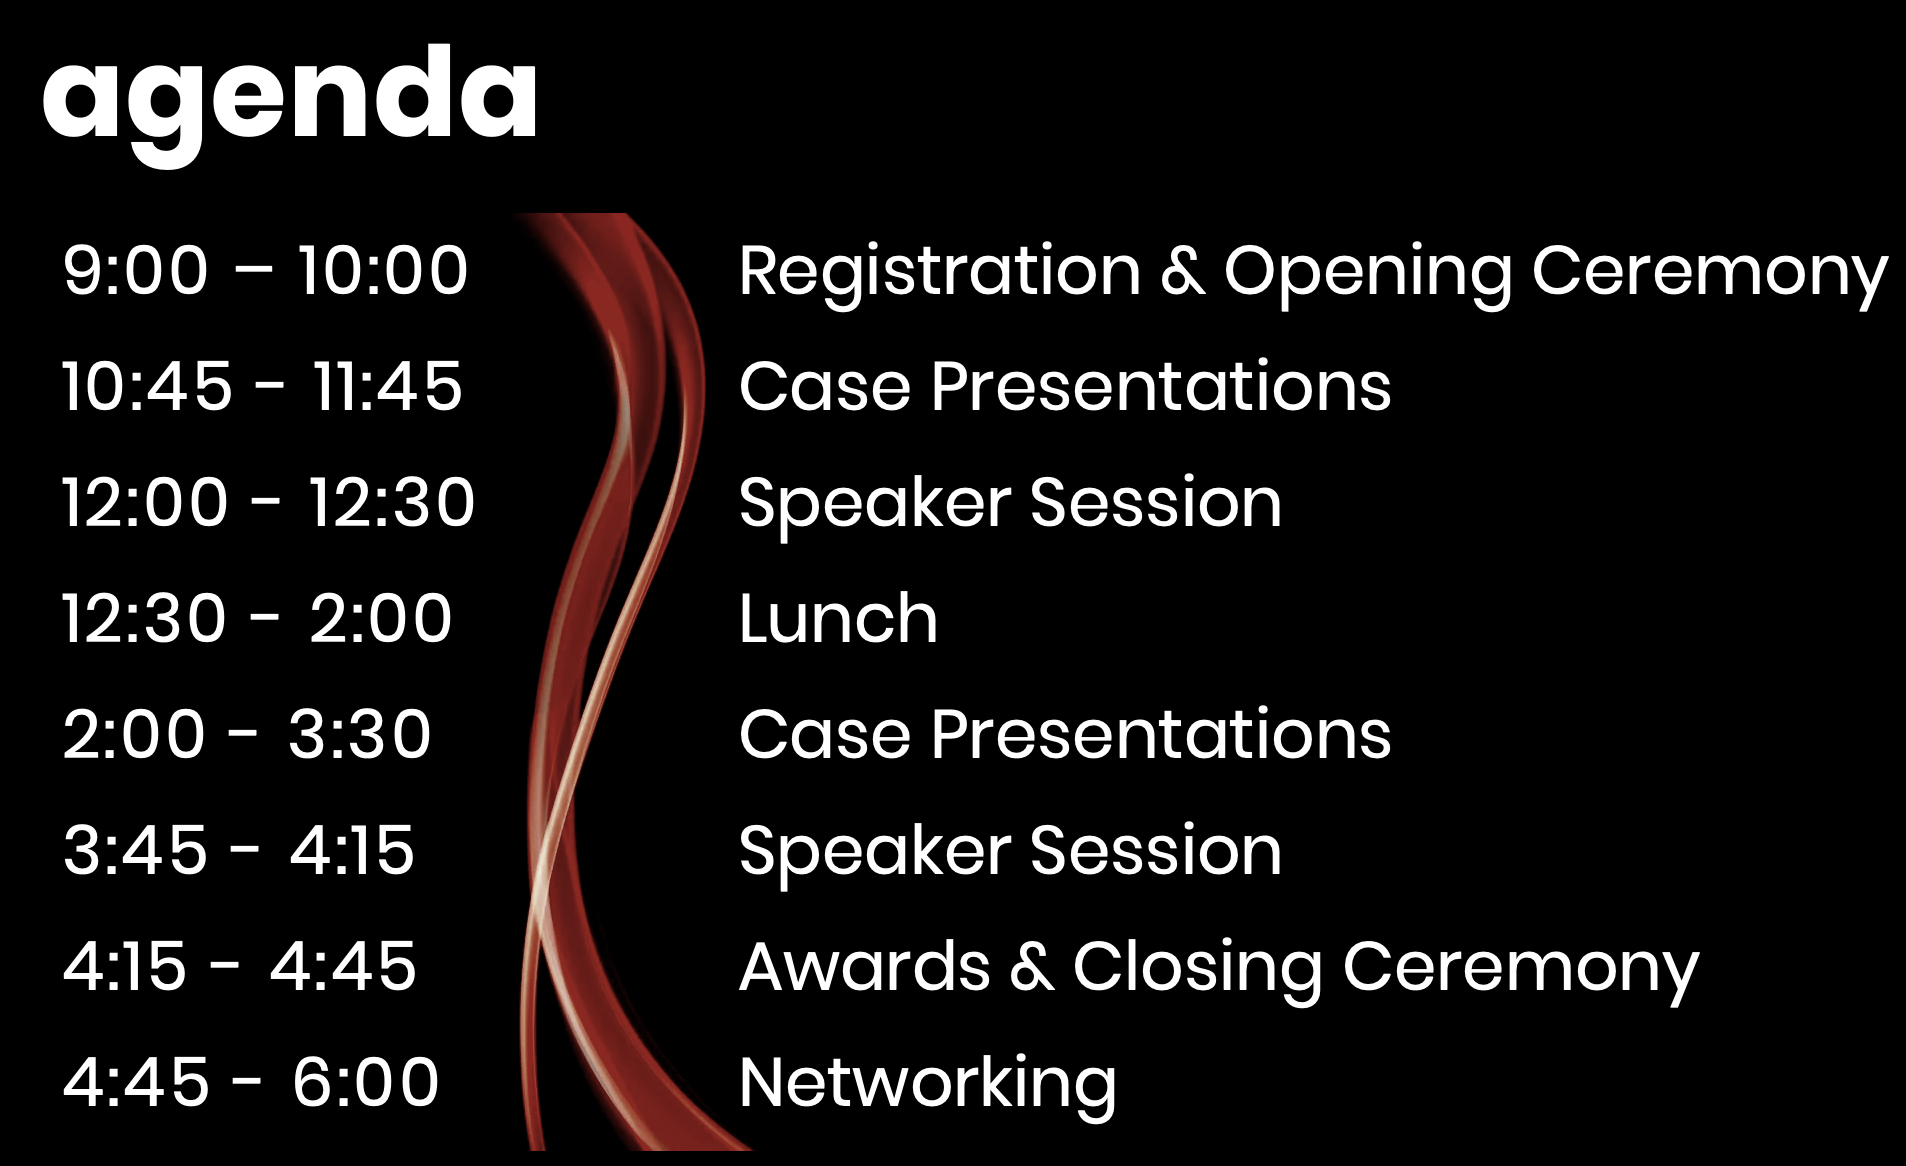 agenda
9:00 – 10:00 Registration & Opening Ceremony
10:45 - 11:45 Case Presentations
12:00 - 12:30 Speaker Session
12:30 - 2:00 Lunch
2:00 - 3:30 Case Presentations
3:45 - 4:15 Speaker Session
4:15 - 4:45 Awards & Closing Ceremony
4:45 - 6:00 Networking